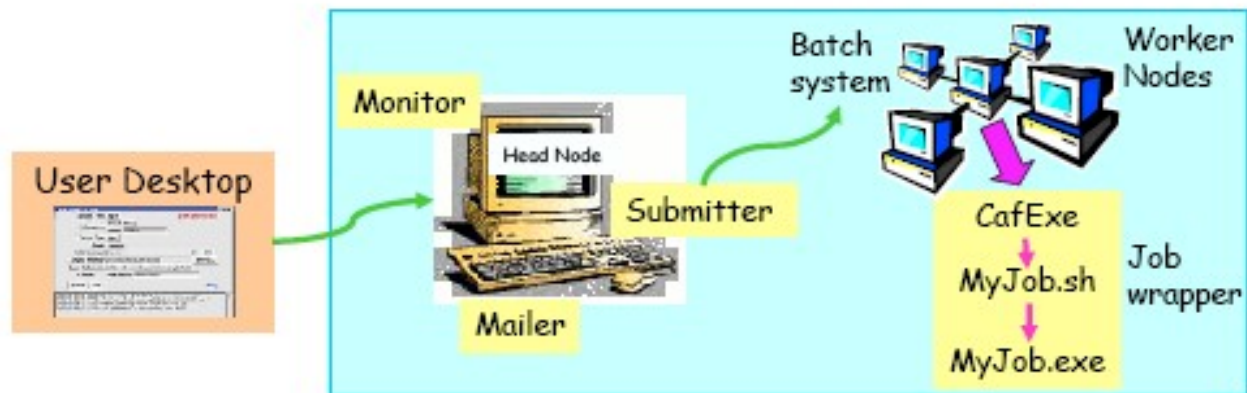 User Desktop
Monitor
Head Node
Submitter
Mailer
Batch
system
Worker
Nodes
CafExe
MyJob.sh
MyJob.exe
Job
wrapper